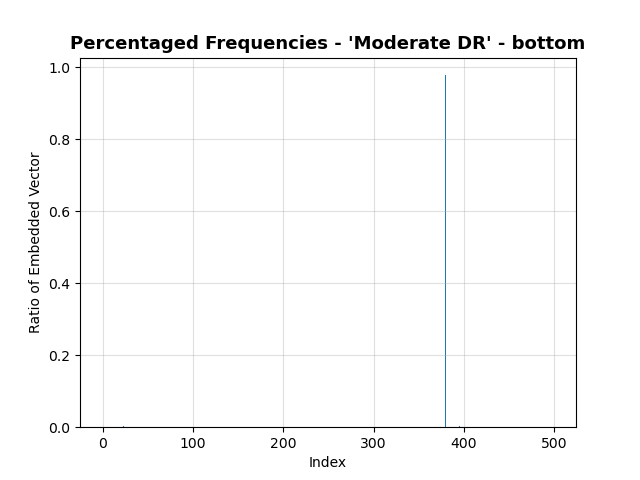 Percentaged Frequencies - 'Moderate DR' - bottom
Ratio of Embedded Vector
1.0
0.8
0.6
0.4
0.2
0.0
0 100 200 300 400 500
Index